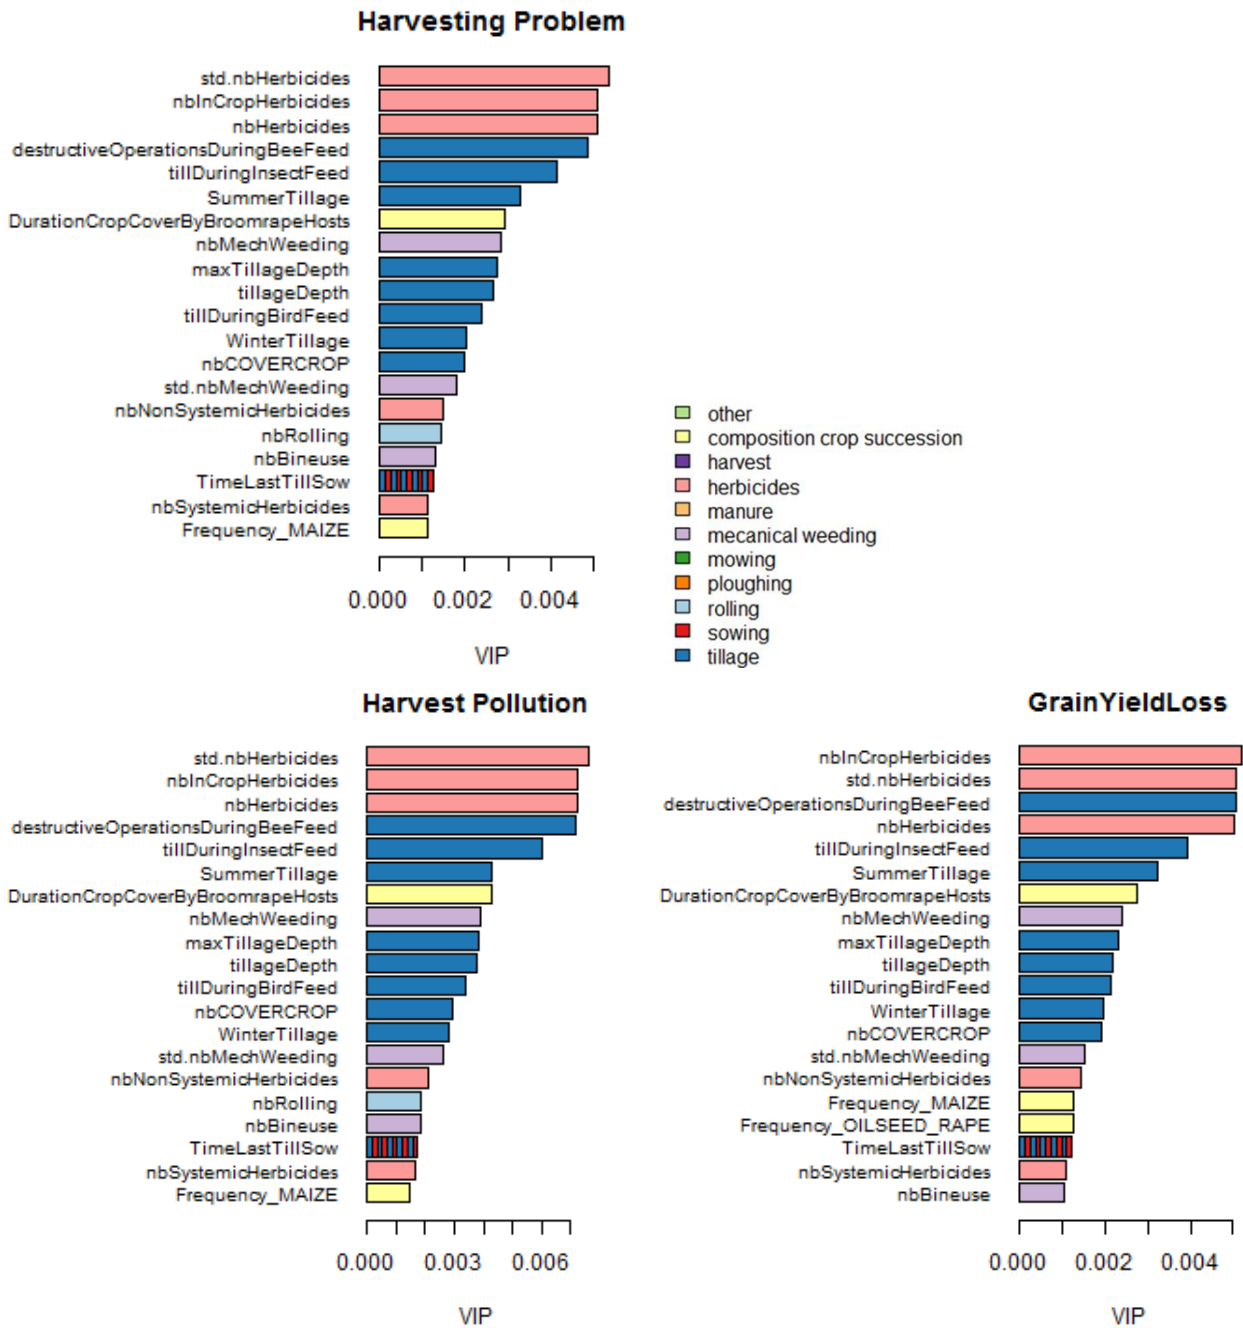 Harvesting Problem
std.nbHerbicides
nbInCropHerbicides
nbHerbicides
destructiveOperationsDuringBeeFeed
tillDuringInsectFeed
SummerTillage
DurationCropCoverByBroomrapeHosts
nbMechWeeding
maxTillageDepth
tillageDepth
tillDuringBirdFeed
WinterTillage
nbCOVERCROP
std.nbMechWeeding
nbNonSystemicHerbicides
nbRolling
nbBineuse
TimeLastTillSow
nbSystemicHerbicides
Frequency_MAIZE
0.000 0.002 0.004
VIP
other
composition crop succession
harvest
herbicides
manure
mecanical weeding
mowing
ploughing
rolling
sowing
tillage
Harvest Pollution
std.nbHerbicides
nbInCropHerbicides
nbHerbicides
destructiveOperationsDuringBeeFeed
tillDuringInsectFeed
SummerTillage
DurationCropCoverByBroomrapeHosts
nbMechWeeding
maxTillageDepth
tillageDepth
tillDuringBirdFeed
nbCOVERCROP
WinterTillage
std.nbMechWeeding
nbNonSystemicHerbicides
nbRolling
nbBineuse
TimeLastTillSow
nbSystemicHerbicides
Frequency_MAIZE
0.000 0.003 0.006
VIP
GrainYieldLoss
nbInCropHerbicides
std.nbHerbicides
destructiveOperationsDuringBeeFeed
nbHerbicides
tillDuringInsectFeed
SummerTillage
DurationCropCoverByBroomrapeHosts
nbMechWeeding
maxTillageDepth
tillageDepth
tillDuringBirdFeed
WinterTillage
nbCOVERCROP
std.nbMechWeeding
nbNonSystemicHerbicides
Frequency_MAIZE
Frequency_OILSEED_RAPE
TimeLastTillSow
nbSystemicHerbicides
nbBineuse
0.000 0.002 0.004
VIP